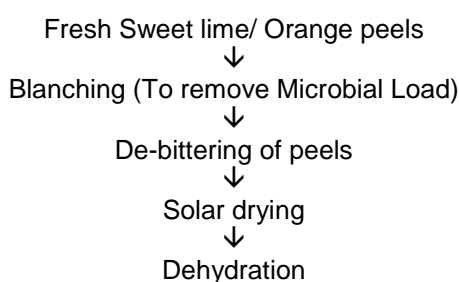 Fresh Sweet lime/ Orange peels
↓
Blanching (To remove Microbial Load)
↓
De-bittering of peels
↓
Solar drying
↓
Dehydration